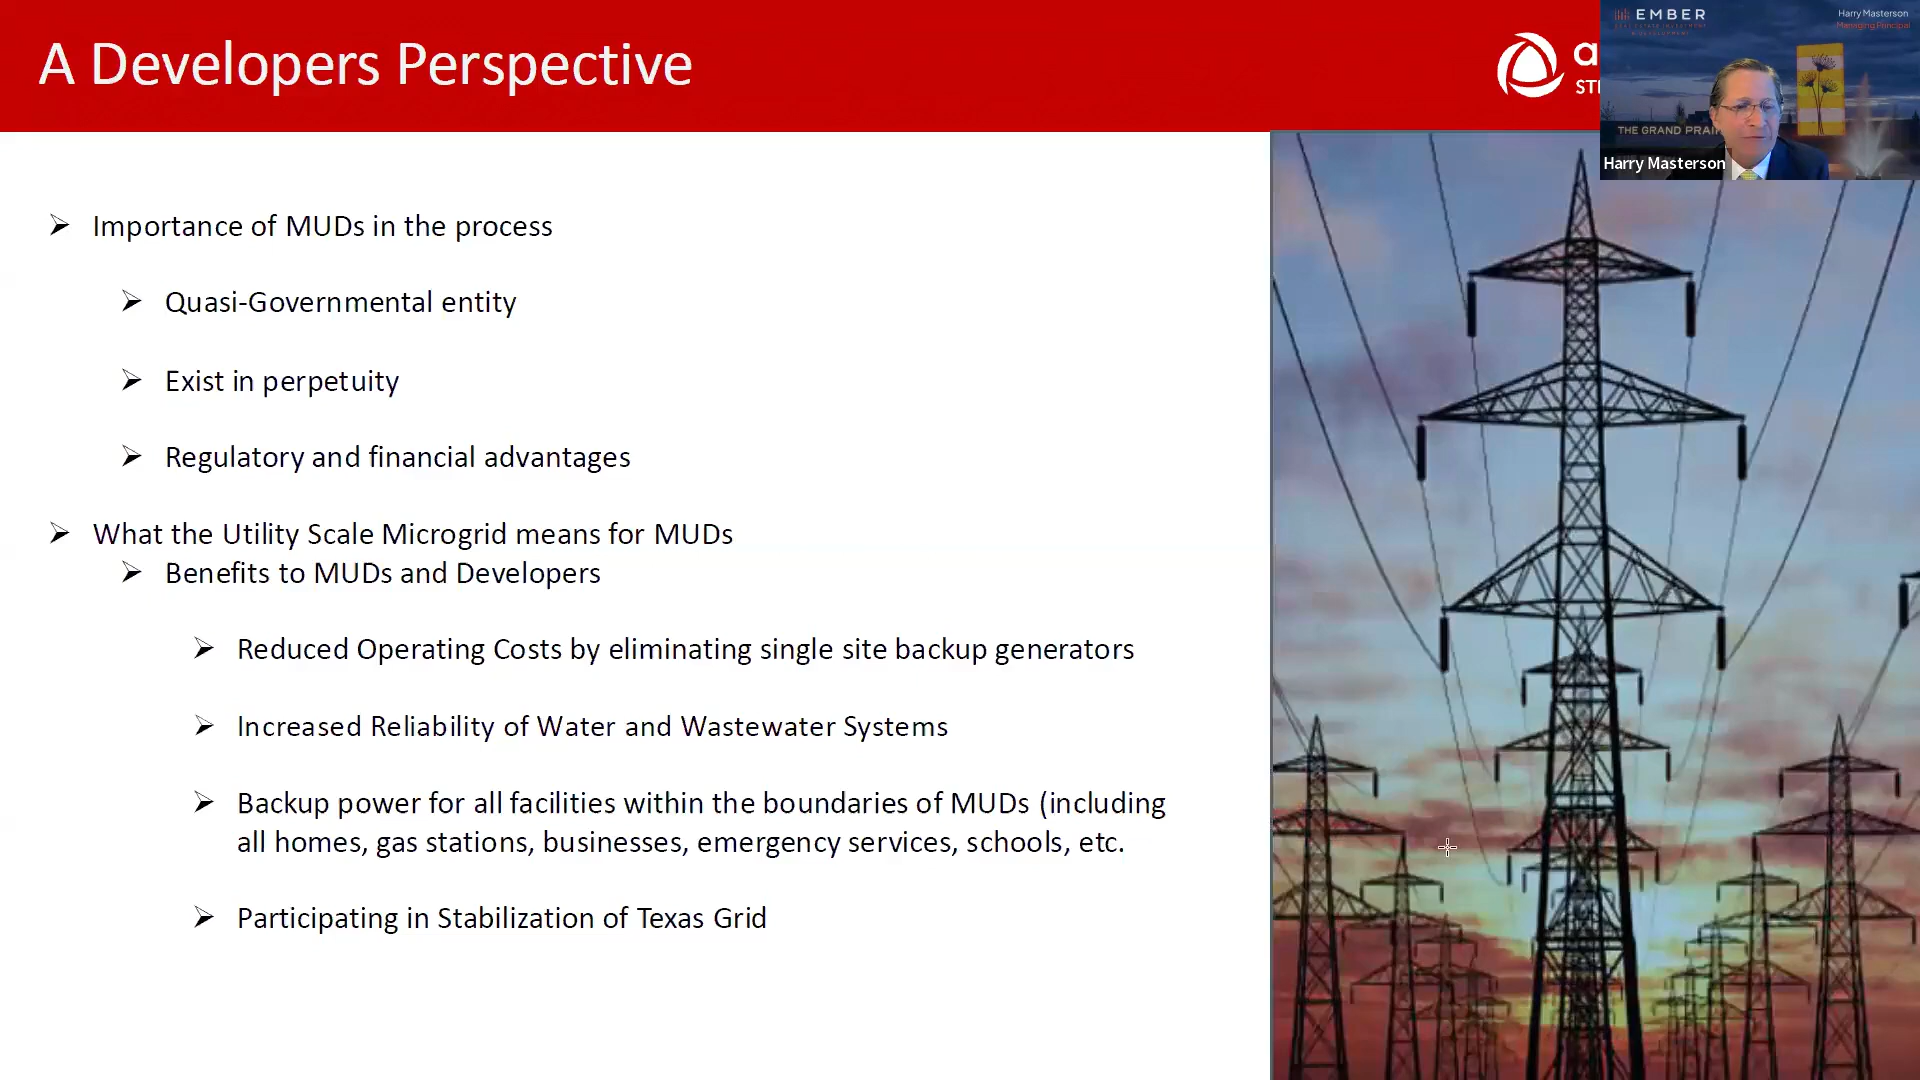 A Developers Perspective
EMBER
Harry Masterson
Managing Principal
THE GRAND PRAI
Harry Masterson
Importance of MUDs in the process
Quasi-Governmental entity
Exist in perpetuity
Regulatory and financial advantages
What the Utility Scale Microgrid means for MUDs
Benefits to MUDs and Developers
Reduced Operating Costs by eliminating single site backup generators
Increased Reliability of Water and Wastewater Systems
Backup power for all facilities within the boundaries of MUDs (including
all homes, gas stations, businesses, emergency services, schools, etc.
Participating in Stabilization of Texas Grid